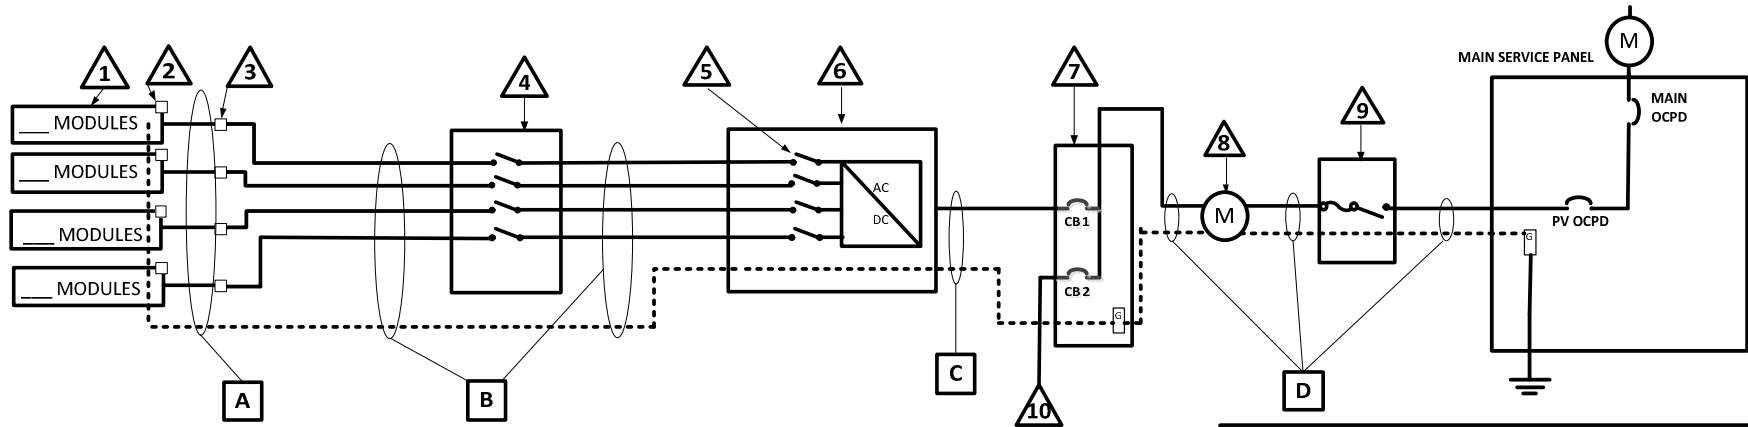 M
MAIN SERVICE PANEL
1
2
3
4
5
6
7
8
9
MAIN
OCPD
___ MODULES
___ MODULES
___ MODULES
___ MODULES
AC
DC
CB1
M
PV OCPD
G
CB2
G
A
B
C
10
D